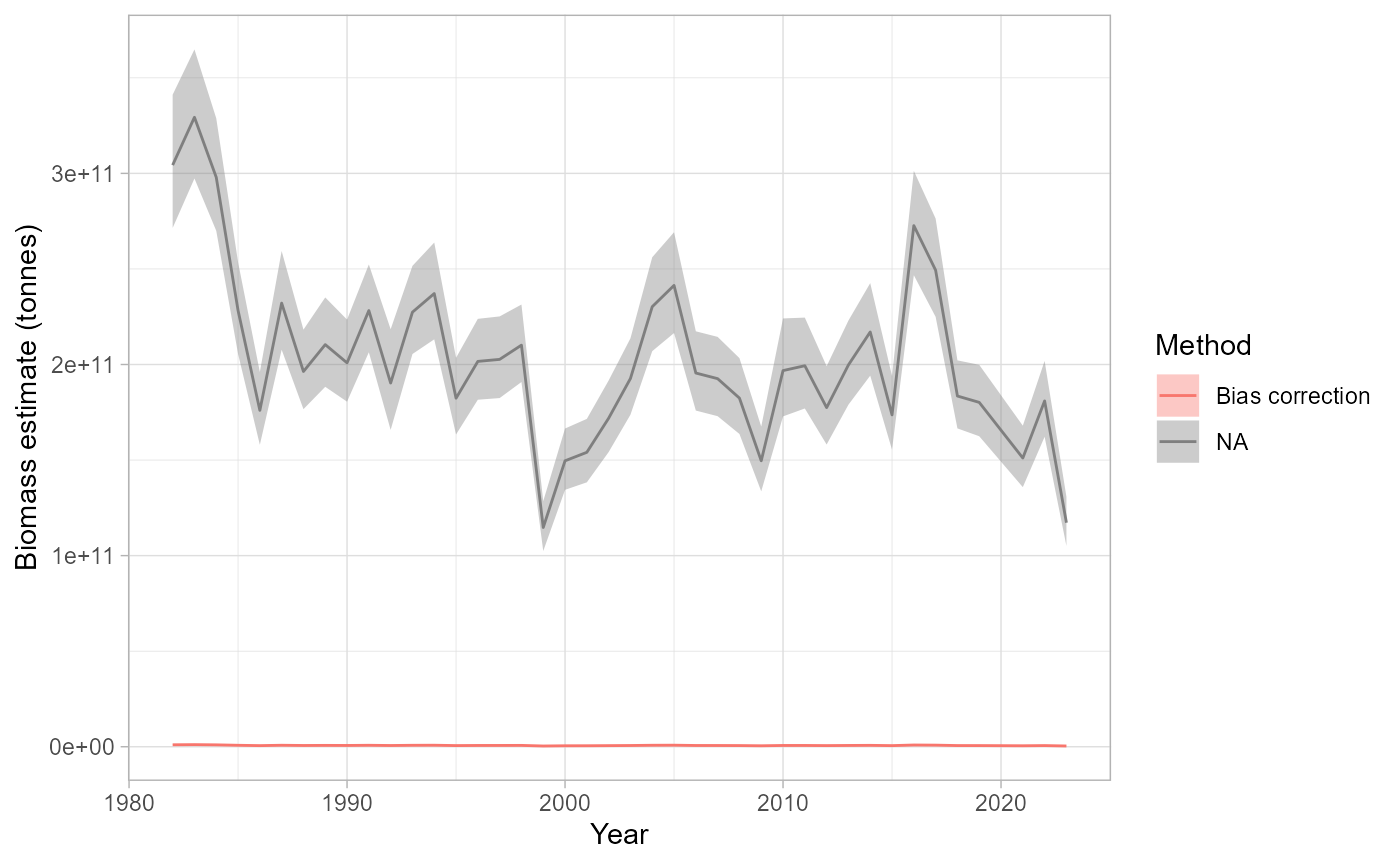 Biomass estimate (tonnes)
3e+11
2e+11
1e+11
0e+00
1980 1990 2000 2010 2020
Year
Method
Bias correction
NA